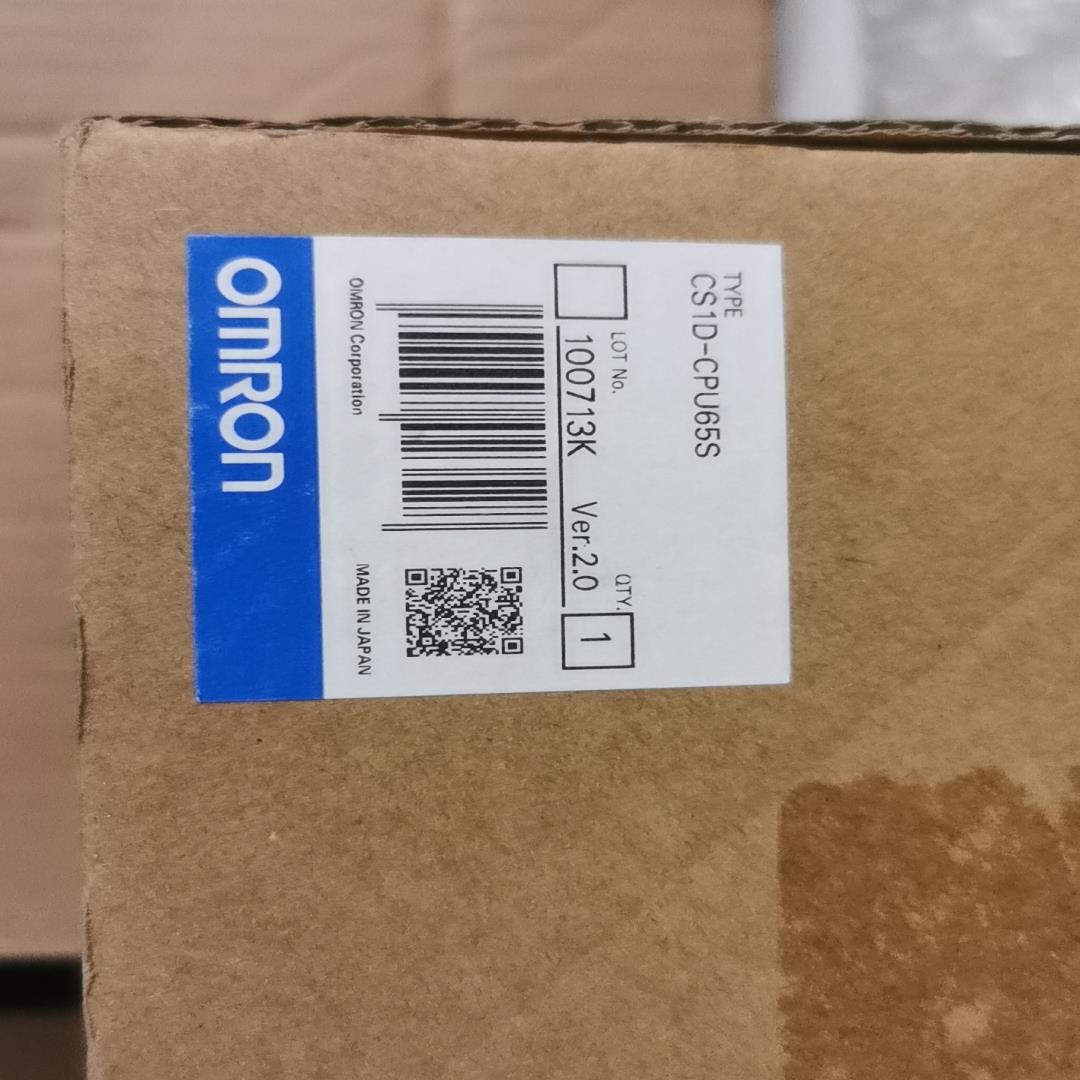 TYPE
CS1D-CPU65S
LOT No.
QTY.
100713K Ver.2.0
1
OMRON Corporation
MADE IN JAPAN
OMRON